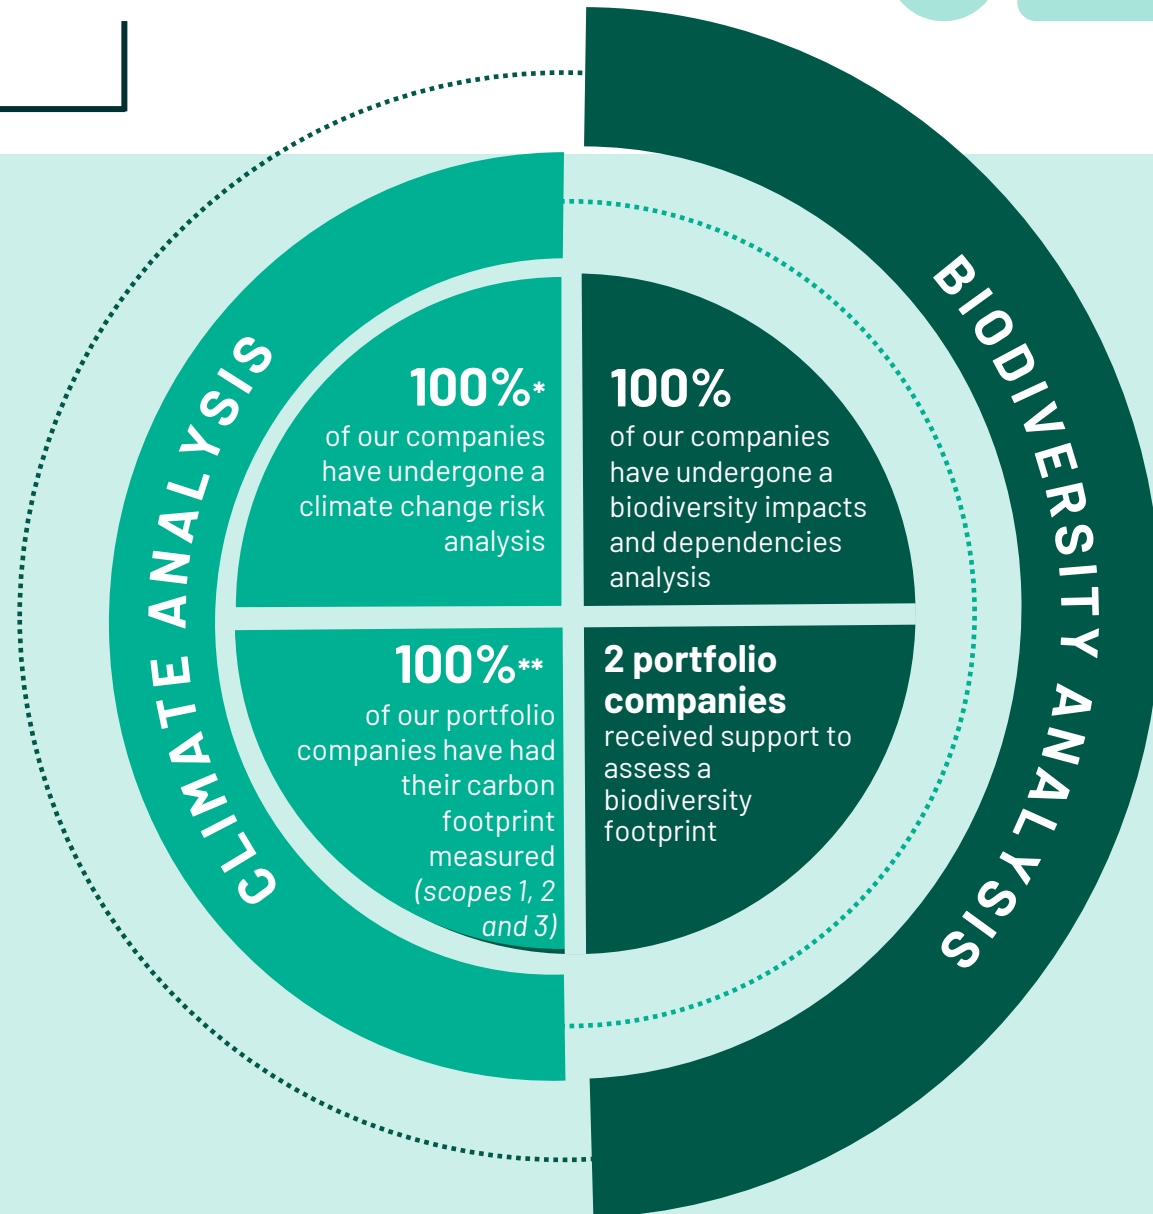 CLIMATE ANALYSIS
100%*
of our companies
have undergone a
climate change risk
analysis
100%**
of our portfolio
companies have had
their carbon
footprint
measured
(scopes 1, 2
and 3)
BIODIVERSITY ANALYSIS
100%
of our companies
have undergone a
biodiversity impacts
and dependencies
analysis
2 portfolio
companies
received support to
assess a
biodiversity
footprint